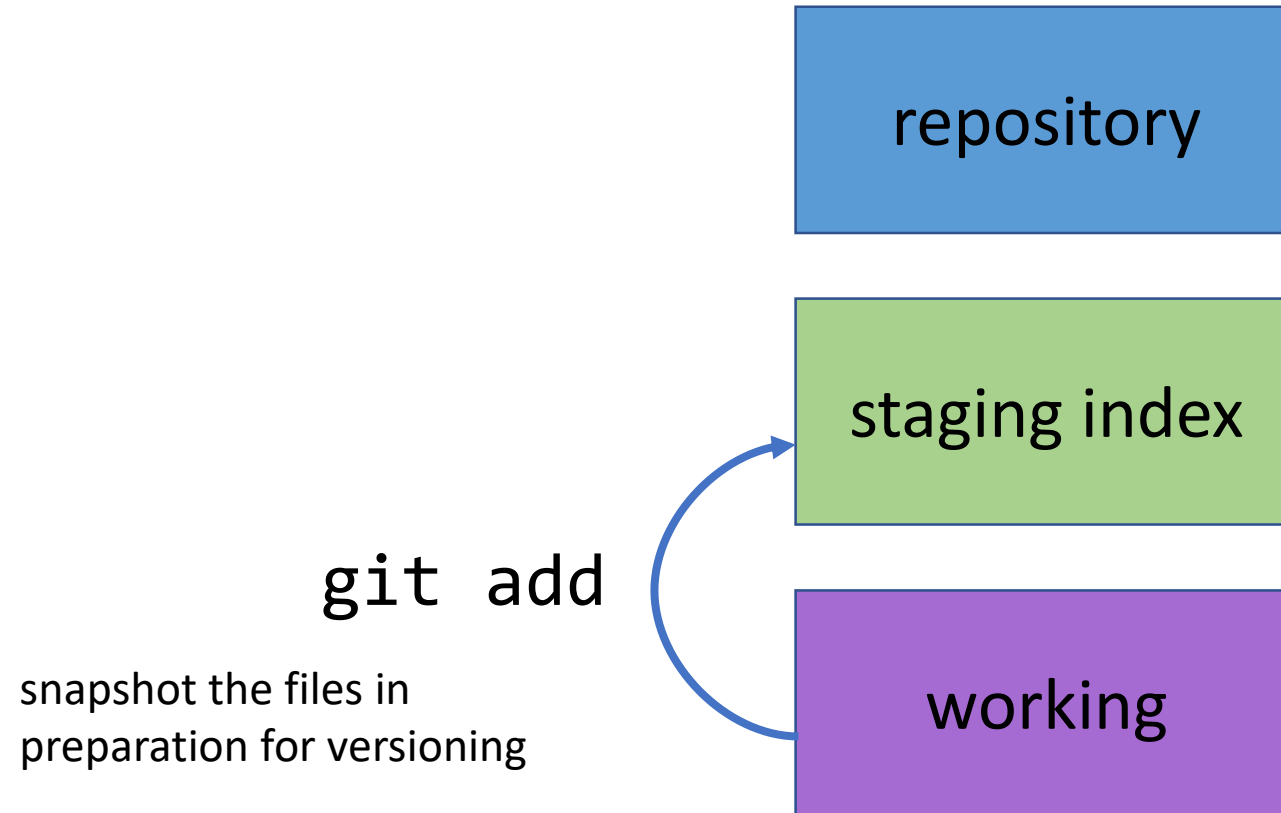 repository
staging index
git add
snapshot the files in
preparation for versioning
working